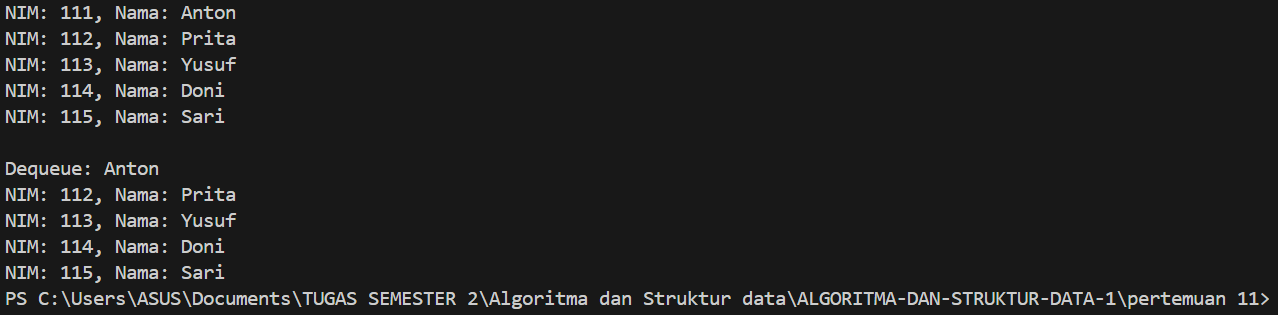 NIM: 111, Nama: Anton
NIM: 112, Nama: Prita
NIM: 113, Nama: Yusuf
NIM: 114, Nama: Doni
NIM: 115, Nama: Sari

Dequeue: Anton
NIM: 112, Nama: Prita
NIM: 113, Nama: Yusuf
NIM: 114, Nama: Doni
NIM: 115, Nama: Sari
PS C:\Users\ASUS\Documents\TUGAS SEMESTER 2\Algoritma dan Struktur data\ALGORITMA-DAN-STRUKTUR-DATA-1\pertemuan 11>